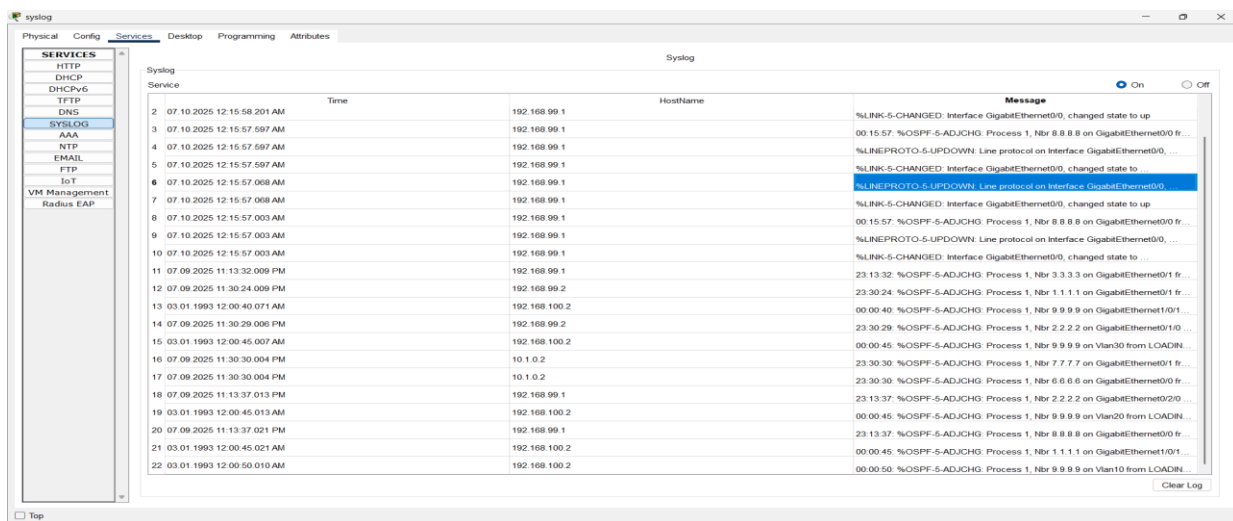 syslog
Physical Config Services Desktop Programming Attributes
SERVICES
HTTP
DHCP
DHCPv6
TFTP
DNS
SYSLOG
AAA
NTP
EMAIL
FTP
IoT
VM Management
Radius EAP
Syslog
Syslog
Service On Off
Time HostName Message
2 07.10.2025 12:15:58.201 AM 192.168.99.1 %LINK-5-CHANGED: Interface GigabitEthernet0/0, changed state to up
3 07.10.2025 12:15:57.597 AM 192.168.99.1 00:15:57: %OSPF-5-ADJCHG: Process 1, Nbr 8.8.8.8 on GigabitEthernet0/0 fr...
4 07.10.2025 12:15:57.597 AM 192.168.99.1 %LINEPROTO-5-UPDOWN: Line protocol on Interface GigabitEthernet0/0, ...
5 07.10.2025 12:15:57.597 AM 192.168.99.1 %LINK-5-CHANGED: Interface GigabitEthernet0/0, changed state to ...
6 07.10.2025 12:15:57.068 AM 192.168.99.1 %LINEPROTO-5-UPDOWN: Line protocol on Interface GigabitEthernet0/0, ...
7 07.10.2025 12:15:57.068 AM 192.168.99.1 %LINK-5-CHANGED: Interface GigabitEthernet0/0, changed state to up
8 07.10.2025 12:15:57.003 AM 192.168.99.1 00:15:57: %OSPF-5-ADJCHG: Process 1, Nbr 8.8.8.8 on GigabitEthernet0/0 fr...
9 07.10.2025 12:15:57.003 AM 192.168.99.1 %LINEPROTO-5-UPDOWN: Line protocol on Interface GigabitEthernet0/0, ...
10 07.10.2025 12:15:57.003 AM 192.168.99.1 %LINK-5-CHANGED: Interface GigabitEthernet0/0, changed state to ...
11 07.09.2025 11:13:32.009 PM 192.168.99.1 23:13:32: %OSPF-5-ADJCHG: Process 1, Nbr 3.3.3.3 on GigabitEthernet0/1 fr...
12 07.09.2025 11:30:24.009 PM 192.168.99.2 23:30:24: %OSPF-5-ADJCHG: Process 1, Nbr 1.1.1.1 on GigabitEthernet0/1 fr...
13 03.01.1993 12:00:40.071 AM 192.168.100.2 00:00:40: %OSPF-5-ADJCHG: Process 1, Nbr 9.9.9.9 on GigabitEthernet1/0/1...
14 07.09.2025 11:30:29.006 PM 192.168.99.2 23:30:29: %OSPF-5-ADJCHG: Process 1, Nbr 2.2.2.2 on GigabitEthernet0/1/0 ...
15 03.01.1993 12:00:45.007 AM 192.168.100.2 00:00:45: %OSPF-5-ADJCHG: Process 1, Nbr 9.9.9.9 on Vlan30 from LOADIN...
16 07.09.2025 11:30:30.004 PM 10.1.0.2 23:30:30: %OSPF-5-ADJCHG: Process 1, Nbr 7.7.7.7 on GigabitEthernet0/1 fr...
17 07.09.2025 11:30:30.004 PM 10.1.0.2 23:30:30: %OSPF-5-ADJCHG: Process 1, Nbr 6.6.6.6 on GigabitEthernet0/0 fr...
18 07.09.2025 11:13:37.013 PM 192.168.99.1 23:13:37: %OSPF-5-ADJCHG: Process 1, Nbr 2.2.2.2 on GigabitEthernet0/2/0 ...
19 03.01.1993 12:00:45.013 AM 192.168.100.2 00:00:45: %OSPF-5-ADJCHG: Process 1, Nbr 9.9.9.9 on Vlan20 from LOADIN...
20 07.09.2025 11:13:37.021 PM 192.168.99.1 23:13:37: %OSPF-5-ADJCHG: Process 1, Nbr 8.8.8.8 on GigabitEthernet0/0 fr...
21 03.01.1993 12:00:45.021 AM 192.168.100.2 00:00:45: %OSPF-5-ADJCHG: Process 1, Nbr 1.1.1.1 on GigabitEthernet1/0/1...
22 03.01.1993 12:00:50.010 AM 192.168.100.2 00:00:50: %OSPF-5-ADJCHG: Process 1, Nbr 9.9.9.9 on Vlan10 from LOADIN...
Clear Log
Top